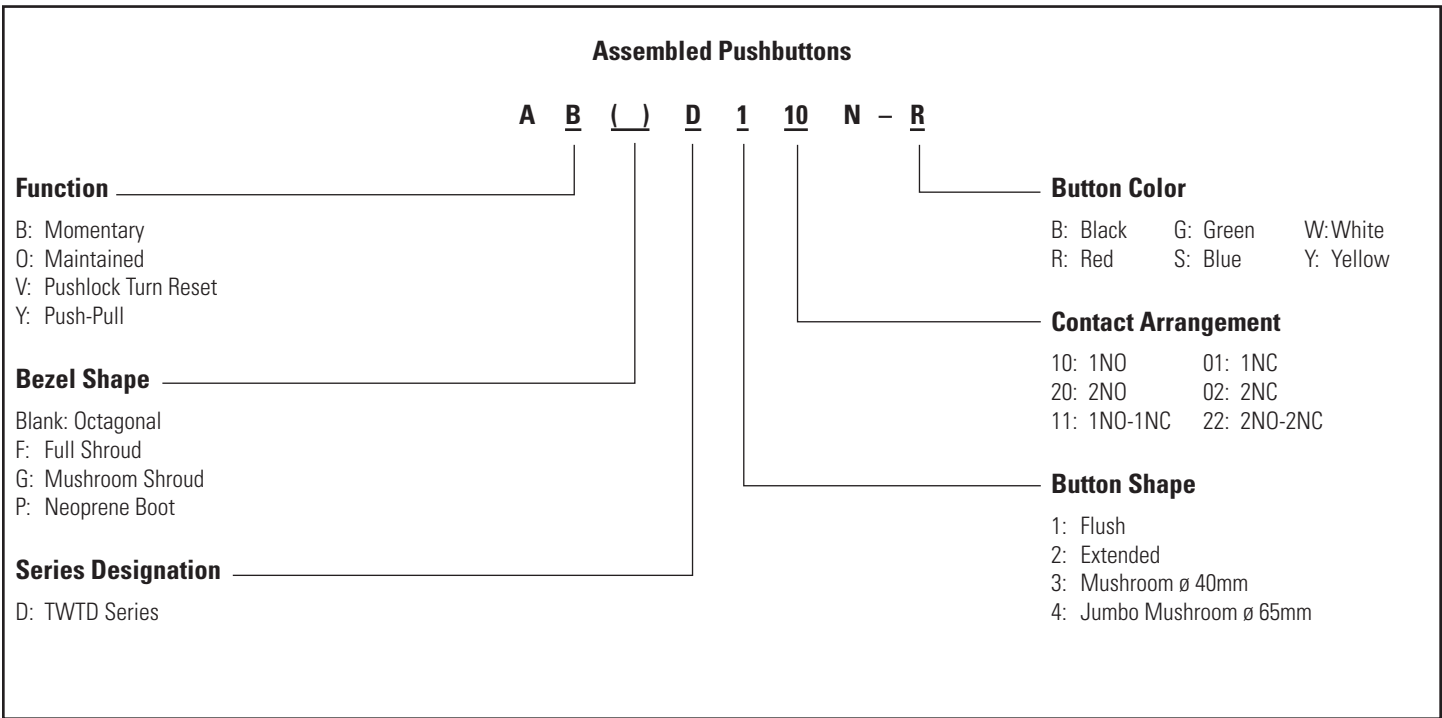 Assembled Pushbuttons
A B ( ) D 1 10 N – R
Function
B: Momentary
O: Maintained
V: Pushlock Turn Reset
Y: Push-Pull
Bezel Shape
Blank: Octagonal
F: Full Shroud
G: Mushroom Shroud
P: Neoprene Boot
Series Designation
D: TWTD Series
Button Color
B: Black G: Green W: White
R: Red S: Blue Y: Yellow
Contact Arrangement
10: 1NO 01: 1NC
20: 2NO 02: 2NC
11: 1NO-1NC 22: 2NO-2NC
Button Shape
1: Flush
2: Extended
3: Mushroom ø 40mm
4: Jumbo Mushroom ø 65mm